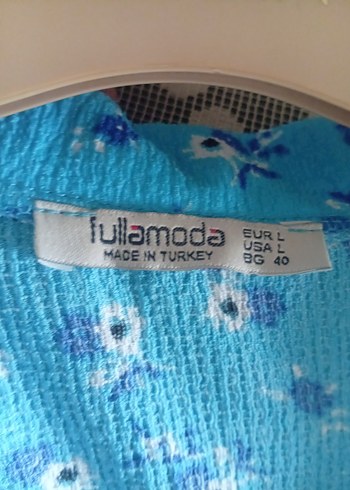 fullamoda
MADE IN TURKEY
EUR L
USA L
BG 40